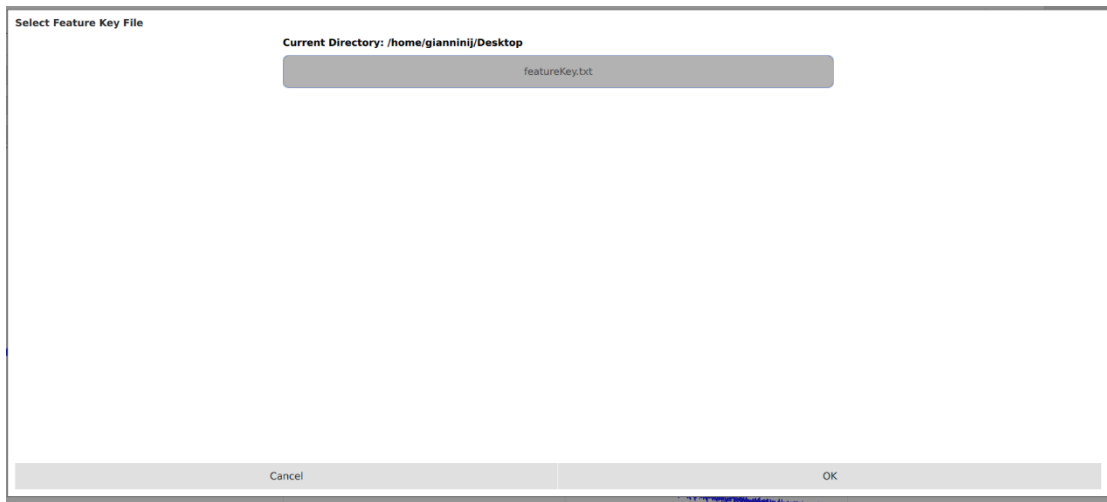 Select Feature Key File
Current Directory: /home/gianninij/Desktop
featureKey.txt
Cancel
OK